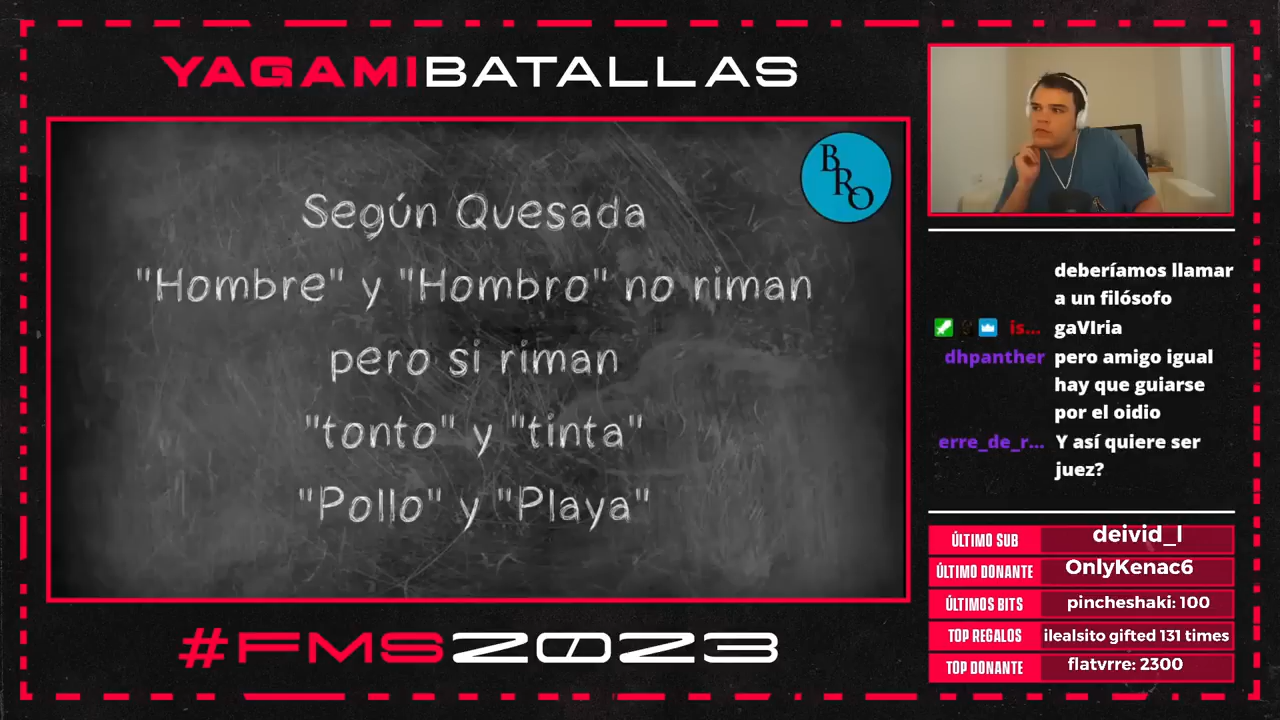 YAGAMIBATALLAS
BRO
Según Quesada
"Hombre" y "Hombro" no riman
pero si riman
"tonto" y "tinta"
"Pollo" y "Playa"
#FMS2023
deberíamos llamar
a un filósofo
is... gaVIria
dhpanther pero amigo igual
hay que guiarse
por el oidio
erre_de_r... Y así quiere ser
juez?
ÚLTIMO SUB deivid_l
ÚLTIMO DONANTE OnlyKenac6
ÚLTIMOS BITS pincheshaki: 100
TOP REGALOS ilealsito gifted 131 times
TOP DONANTE flatvrre: 2300